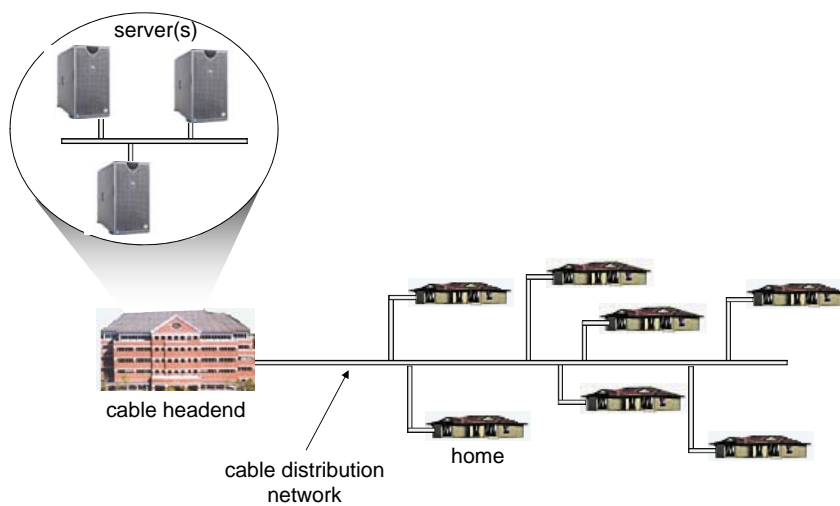 server(s)
cable headend
home
cable distribution
network